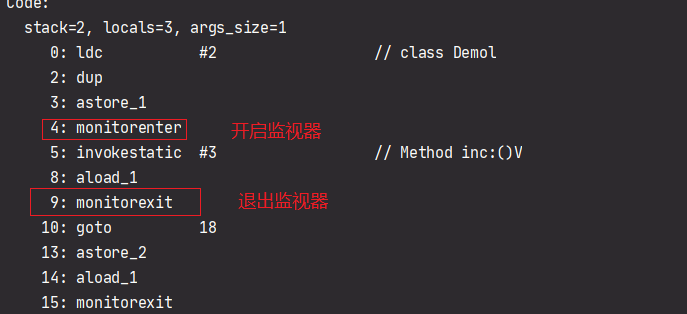 Code:
stack=2, locals=3, args_size=1
0: ldc #2 // class Demol
2: dup
3: astore_1
4: monitorenter 开启监视器
5: invokestatic #3 // Method inc:()V
8: aload_1
9: monitorexit 退出监视器
10: goto 18
13: astore_2
14: aload_1
15: monitorexit